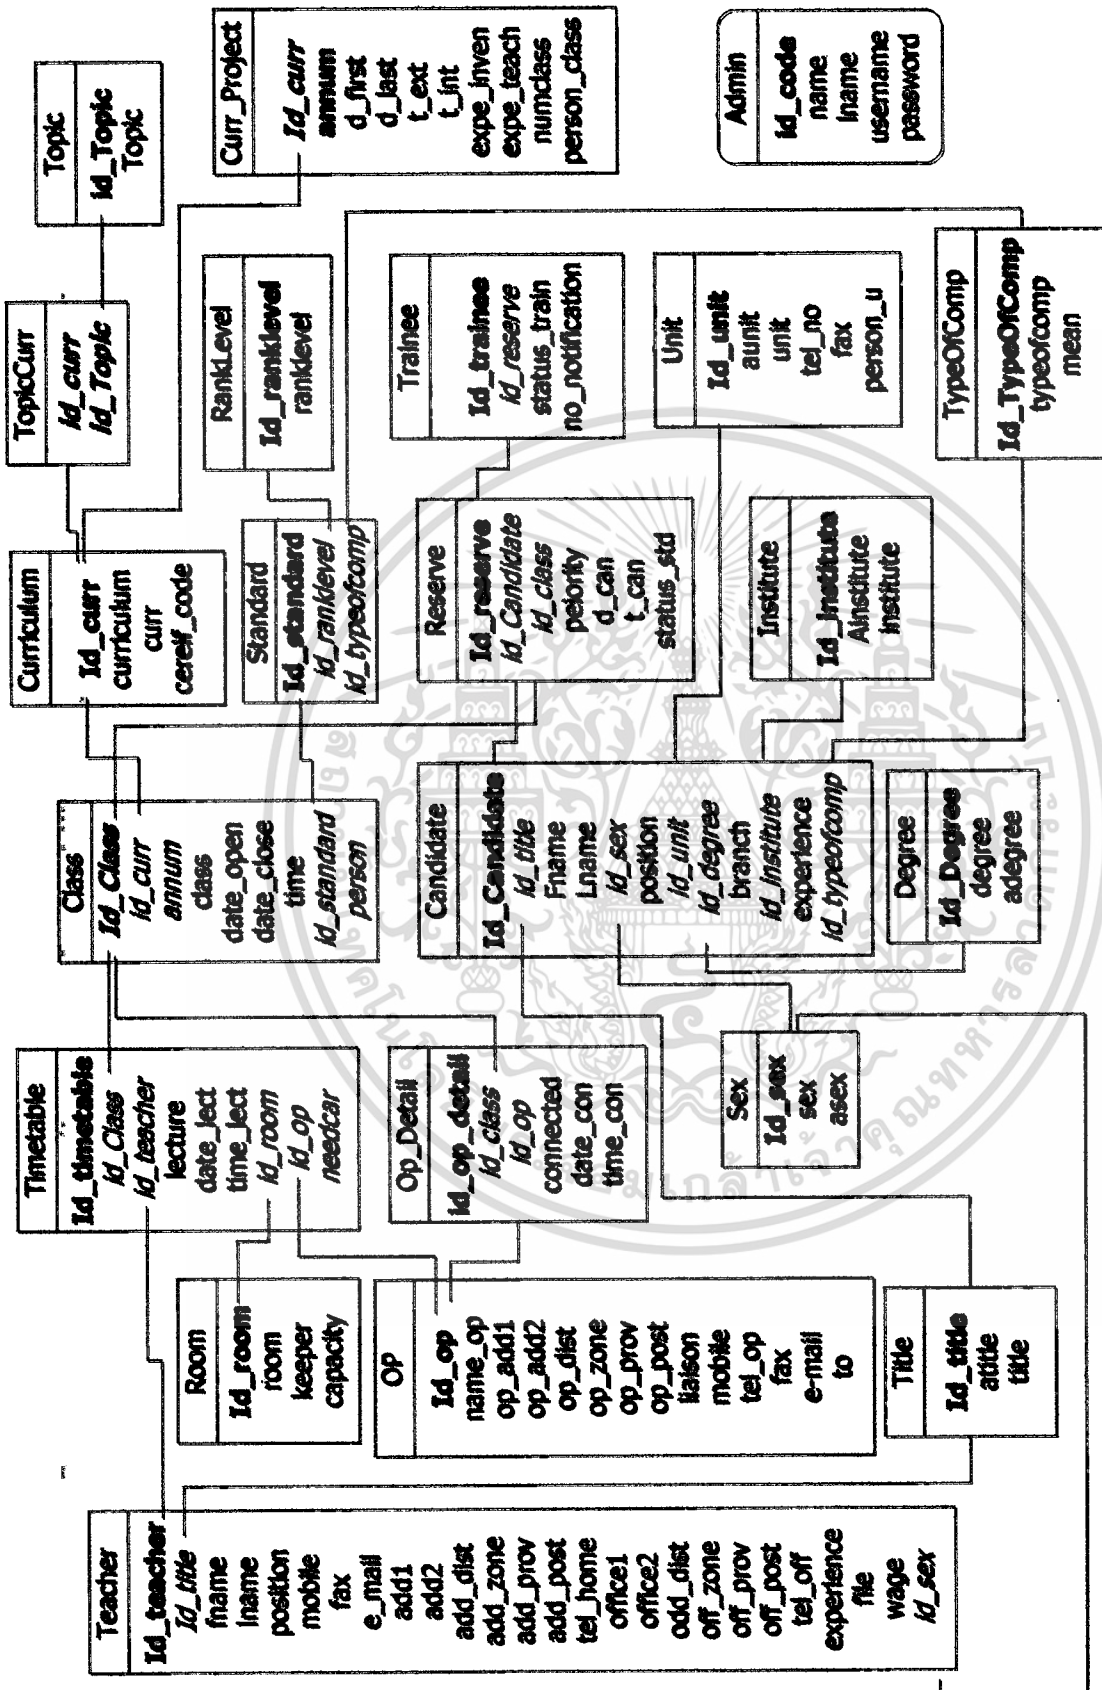 Teacher
Id_teacher
Id_title
fname
lname
position
mobile
fax
e_mail
add1
add2
add_dist
add_zone
add_prov
add_post
tel_home
office1
office2
odd_dist
off_zone
off_prov
off_post
tel_off
experience
file
wage
id_sex
Timetable
Id_timetable
id_Class
id_teacher
lecture
date_lect
time_lect
id_room
id_op
needcar
Room
Id_room
room
keeper
capacity
Op_Detail
id_op_detail
id_class
id_op
connected
date_con
time_con
OP
Id_op
name_op
op_add1
op_add2
op_dist
op_zone
op_prov
op_post
liaison
mobile
tel_op
fax
e-mail
to
Title
Id_title
atitle
title
Sex
Id_sex
sex
asex
Class
Id_Class
id_curr
annum
class
date_open
date_close
time
id_standard
person
Candidate
Id_Candidate
id_title
Fname
Lname
id_sex
position
id_unit
id_degree
branch
id_institute
experience
id_typeofcomp
Degree
Id_Degree
degree
adegree
Curriculum
Id_curr
curriculum
curr
cereif_code
Standard
Id_standard
id_ranklevel
id_typeofcomp
Reserve
Id_reserve
id_Candidate
id_class
pelority
d_can
t_can
status_std
Institute
Id_Institute
AInstitute
institute
TopicCurr
id_curr
id_Topic
RankLevel
Id_ranklevel
ranklevel
Trainee
Id_trainee
id_reserve
status_train
no_notification
Unit
Id_unit
aunit
unit
tel_no
fax
person_u
TypeOfComp
Id_TypeOfComp
typeofcomp
mean
Topic
id_Topic
Topic
Curr_Project
Id_curr
annum
d_first
d_last
t_ext
t_int
expe_inven
expe_teach
numclass
person_class
Admin
id_code
name
lname
username
password